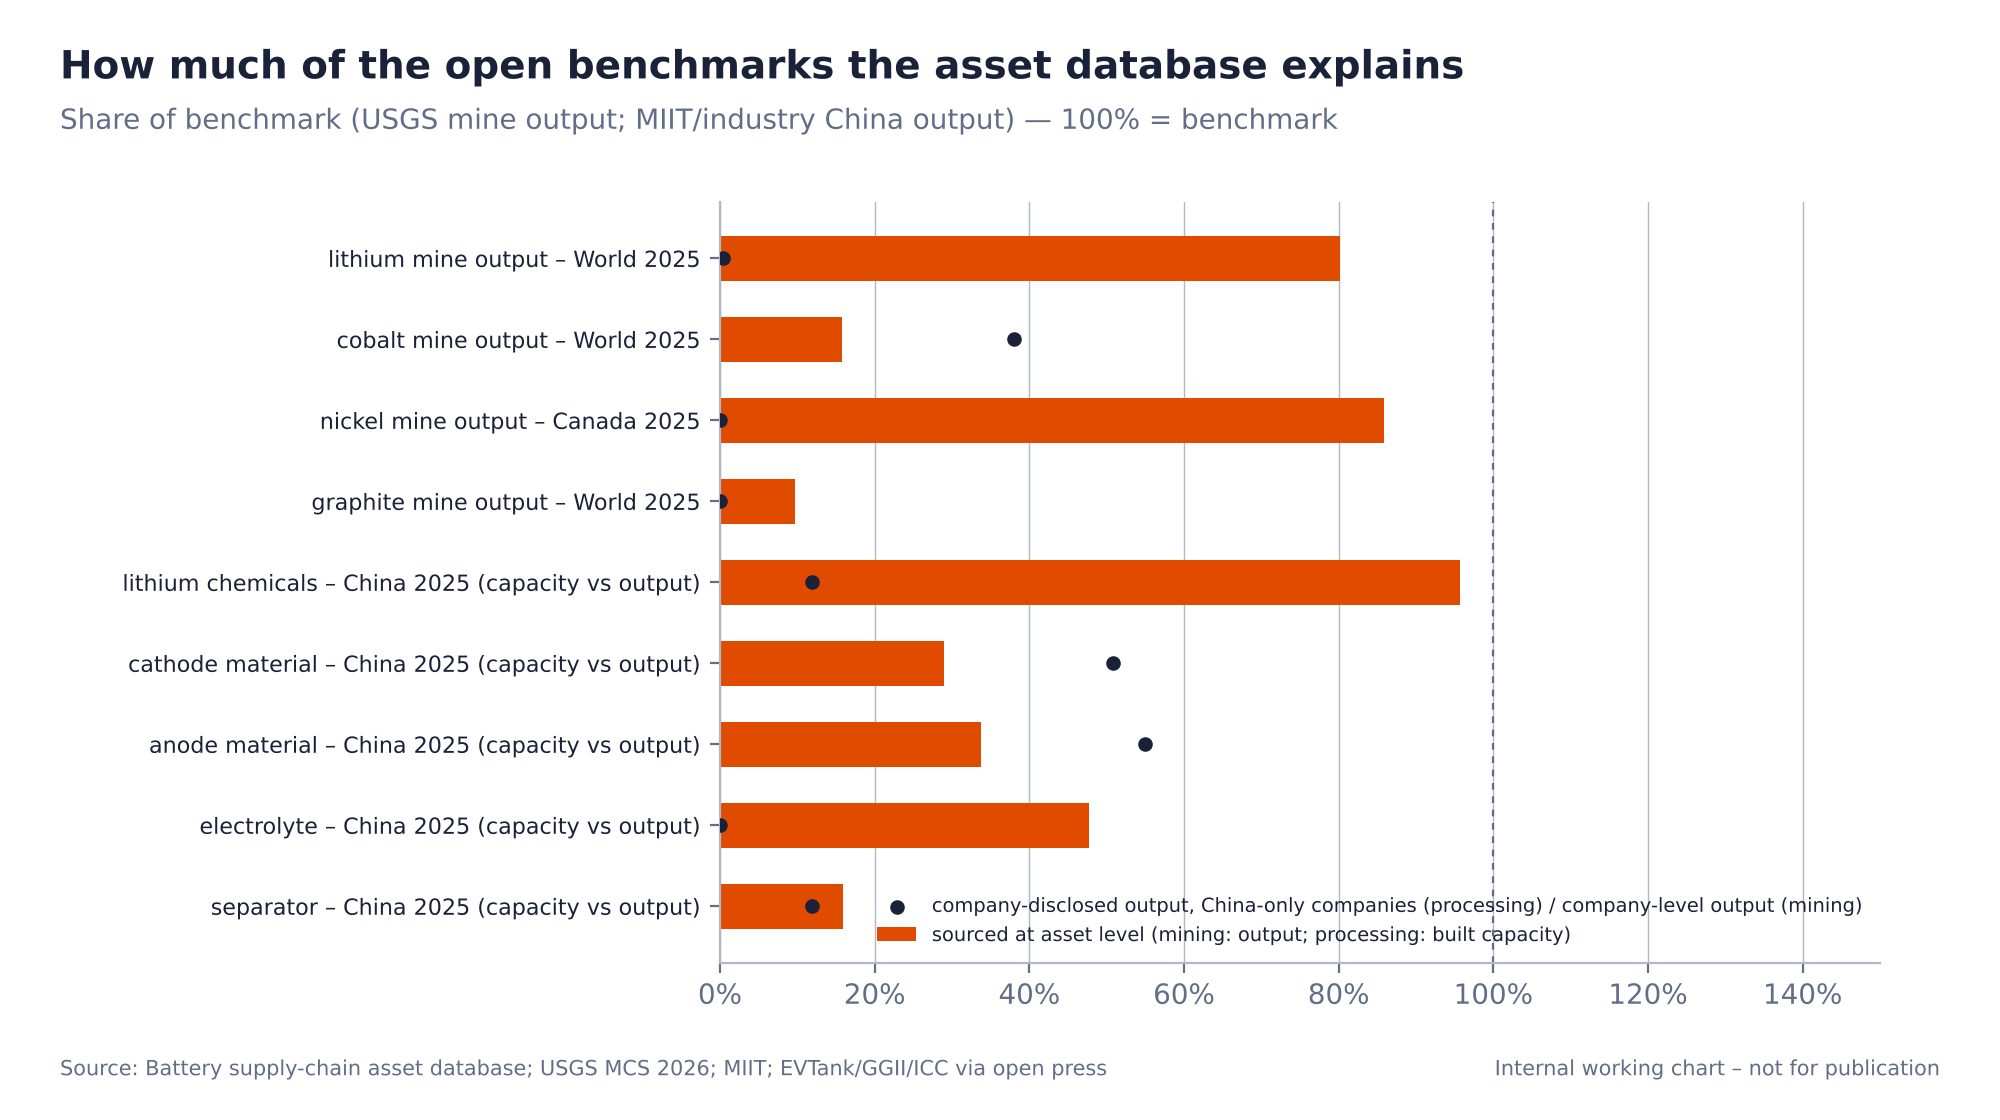 How much of the open benchmarks the asset database explains
Share of benchmark (USGS mine output; MIIT/industry China output) — 100% = benchmark
lithium mine output – World 2025
cobalt mine output – World 2025
nickel mine output – Canada 2025
graphite mine output – World 2025
lithium chemicals – China 2025 (capacity vs output)
cathode material – China 2025 (capacity vs output)
anode material – China 2025 (capacity vs output)
electrolyte – China 2025 (capacity vs output)
separator – China 2025 (capacity vs output)
company-disclosed output, China-only companies (processing) / company-level output (mining)
sourced at asset level (mining: output; processing: built capacity)
0% 20% 40% 60% 80% 100% 120% 140%
Source: Battery supply-chain asset database; USGS MCS 2026; MIIT; EVTank/GGII/ICC via open press
Internal working chart – not for publication